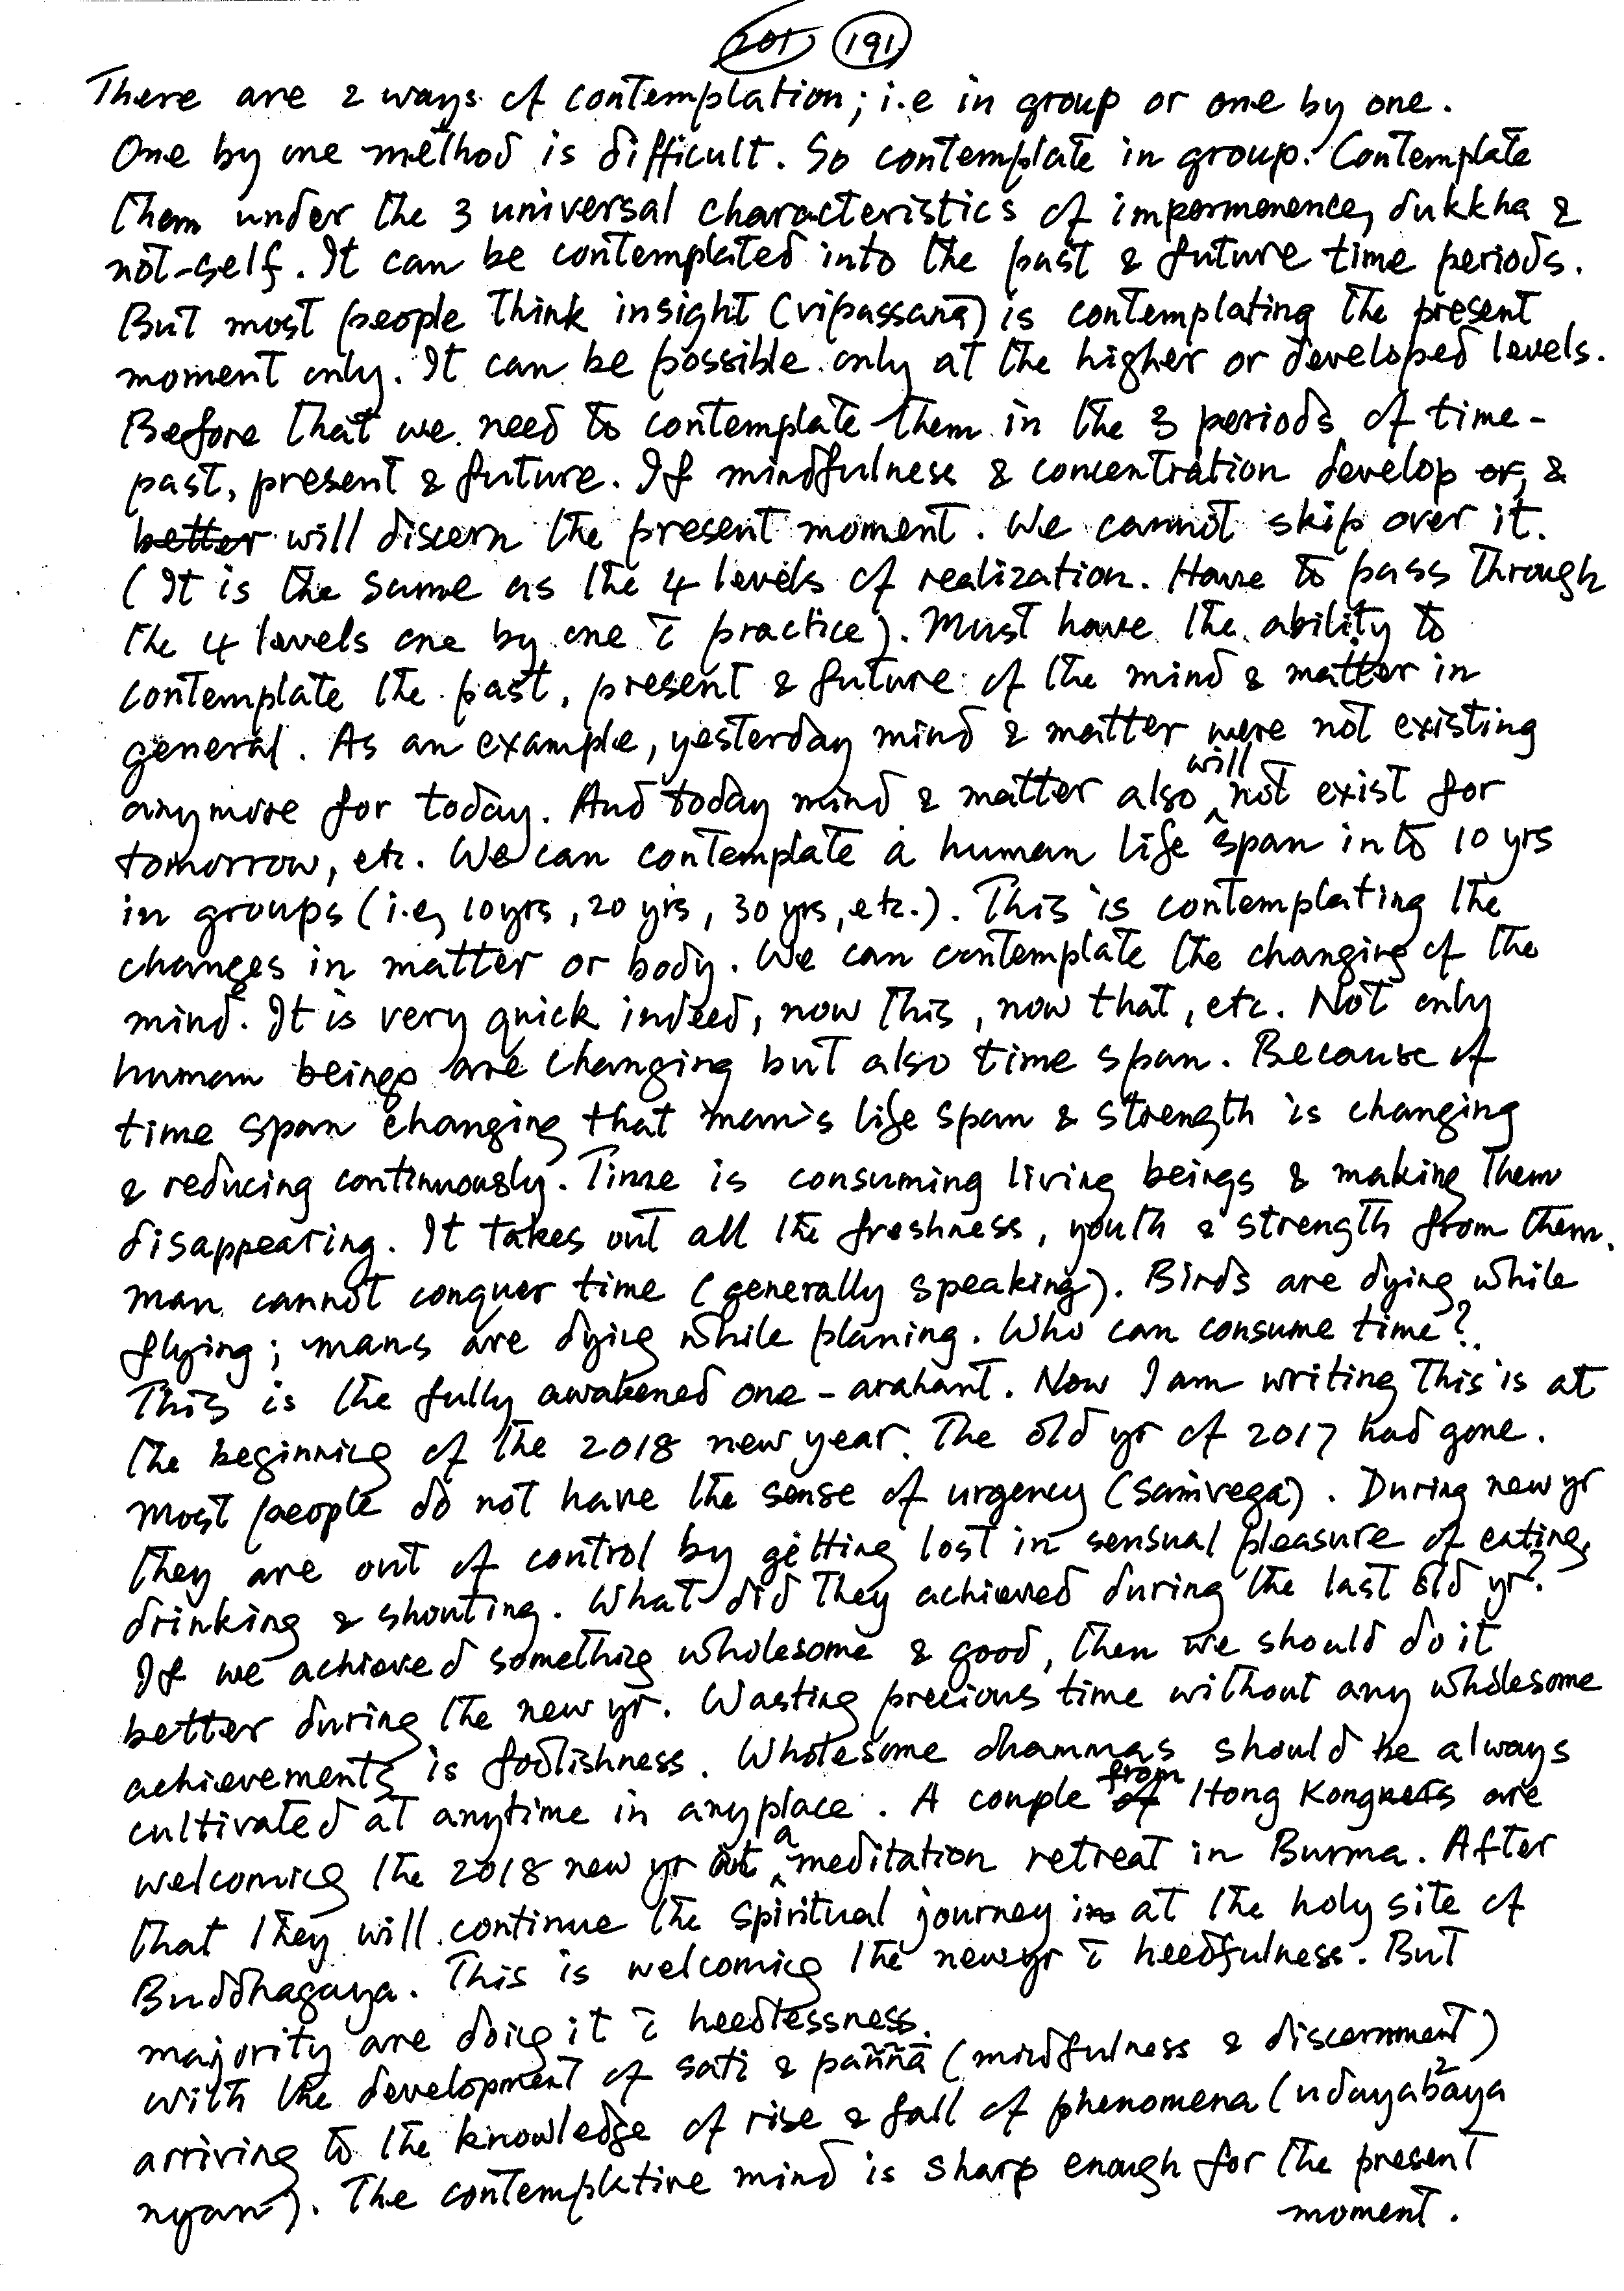 201 191
There are 2 ways of contemplation; i.e in group or one by one.
One by one method is difficult. So contemplate in group. Contemplate
them under the 3 universal characteristics of impermanence, dukkha &
not-self. It can be contemplated into the past & future time periods.
But most people think insight (vipassanā) is contemplating the present
moment only. It can be possible only at the higher or developed levels.
Before that we need to contemplate them in the 3 periods of time-
past, present & future. If mindfulness & concentration develop or, &
better will discern the present moment. We cannot skip over it.
(It is the same as the 4 levels of realization. Have to pass through
the 4 levels one by one c̄ practice). Must have the ability to
contemplate the past, present & future of the mind & matter in
general. As an example, yesterday mind & matter were not existing
anymore for today. And today mind & matter also will not exist for
tomorrow, etc. We can contemplate a human life span into 10 yrs
in groups (i.e, 10yrs, 20 yrs, 30 yrs, etc.). This is contemplating the
changes in matter or body. We can contemplate the changing of the
mind. It is very quick indeed, now this, now that, etc. Not only
human beings are changing but also time span. Because of
time span changing that man's life span & strength is changing
& reducing continuously. Time is consuming living beings & making them
disappearing. It takes out all the freshness, youth & strength from them.
Man cannot conquer time (generally speaking). Birds are dying while
flying; mans are dying while planing. Who can consume time?
This is the fully awakened one - arahant. Now I am writing this is at
the beginning of the 2018 new year. The old yr of 2017 had gone.
Most people do not have the sense of urgency (saṁvega). During new yr
they are out of control by getting lost in sensual pleasure of eating,
drinking & shouting. What did they achieved during the last old yr?
If we achieved something wholesome & good, then we should do it
better during the new yr. Wasting precious time without any wholesome
achievements is foolishness. Wholesome dhammas should be always
cultivated at anytime in anyplace. A couple of from Hong Kongners are
welcoming the 2018 new yr at a meditation retreat in Burma. After
that they will continue the spiritual journey in at the holy site of
Buddhagaya. This is welcoming the new yr c̄ heedfulness. But
majority are doing it c̄ heedlessness.
With the development of sati & paññā (mindfulness & discernment)
arriving to the knowledge of rise & fall of phenomena (udayabàya
nyan). The contemplative mind is sharp enough for the present
moment.